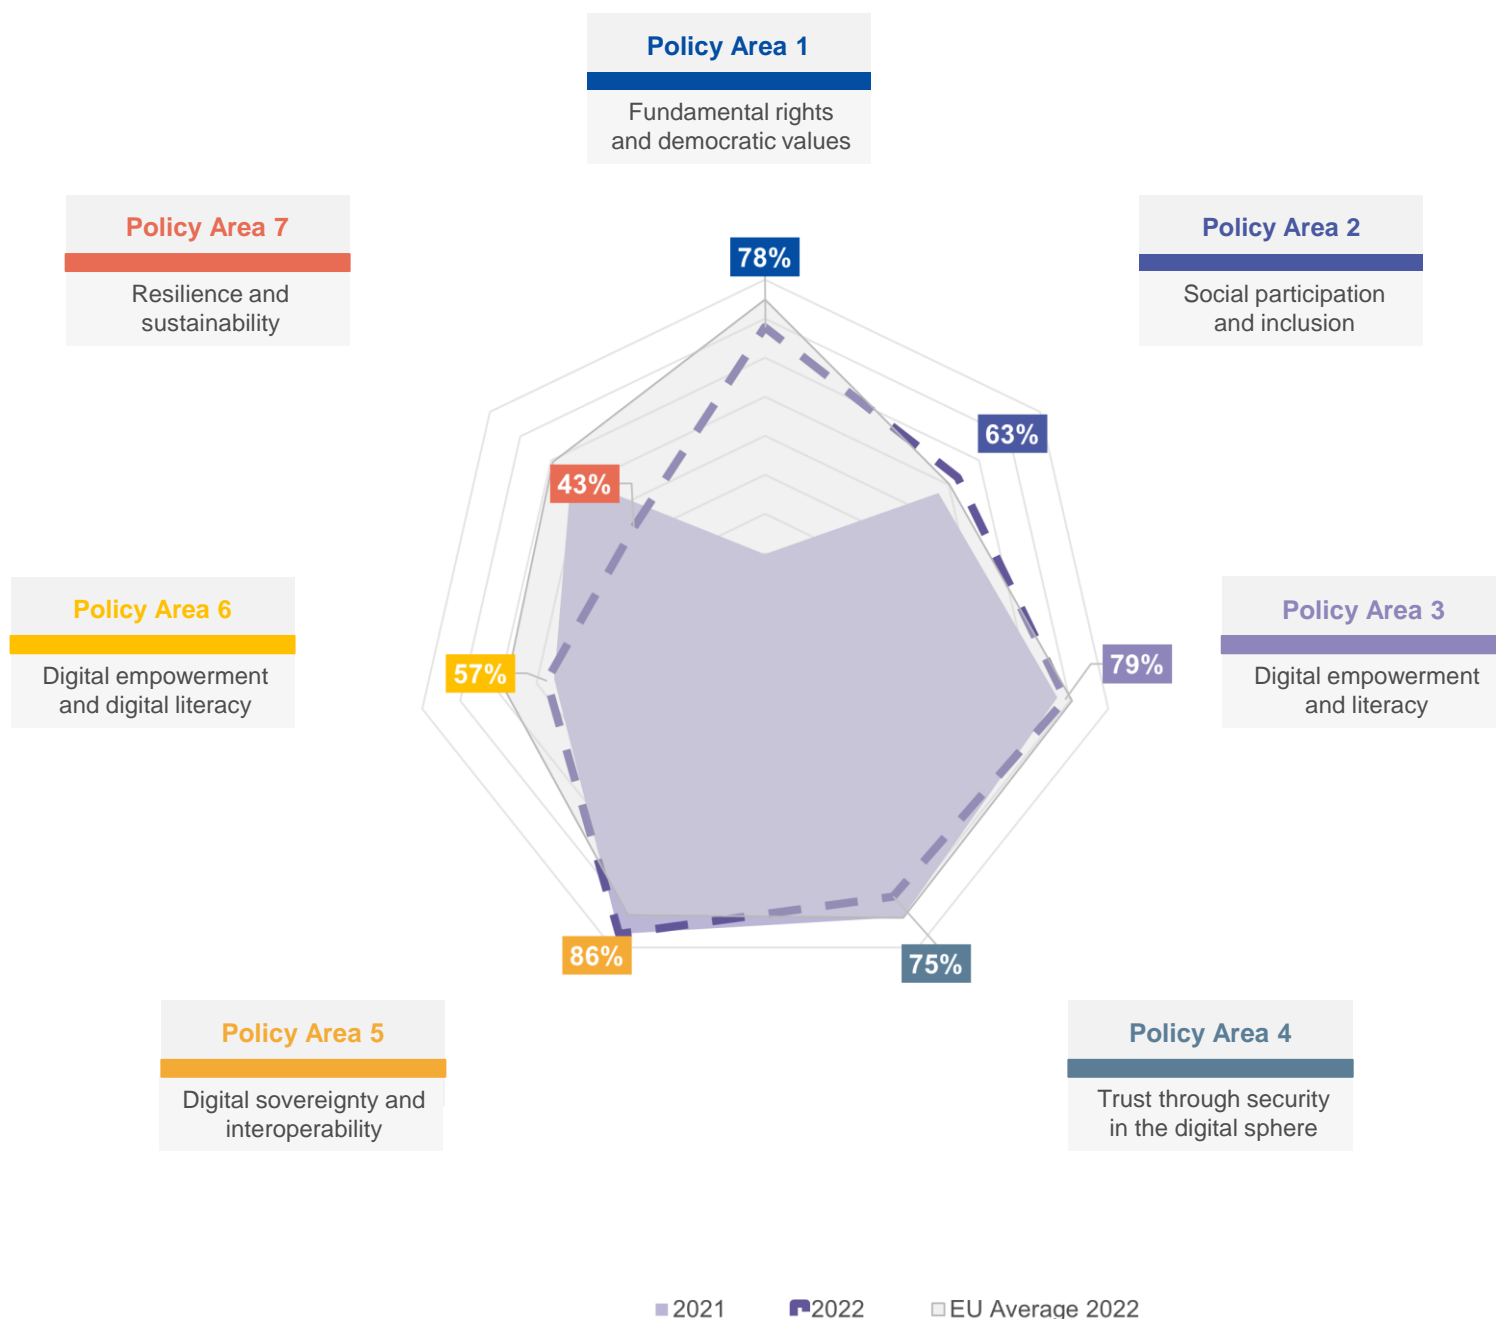 Policy Area 1
Fundamental rights
and democratic values
Policy Area 7
Resilience and
sustainability
Policy Area 2
Social participation
and inclusion
78%
63%
43%
Policy Area 6
Digital empowerment
and digital literacy
57%
79%
Policy Area 3
Digital empowerment
and literacy
86%
75%
Policy Area 5
Digital sovereignty and
interoperability
Policy Area 4
Trust through security
in the digital sphere
2021
2022
EU Average 2022